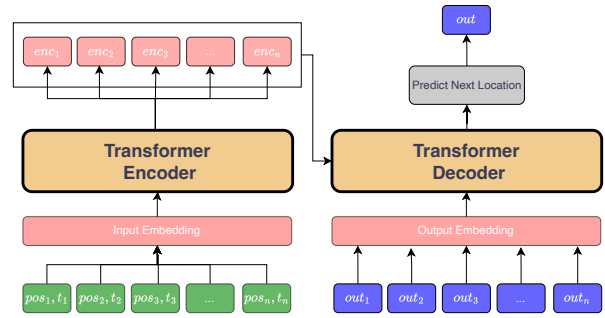 out
enc₁ enc₂ enc₃ ... encₙ
Predict Next Location
Transformer
Encoder
Transformer
Decoder
Input Embedding
Output Embedding
pos₁, t₁ pos₂, t₂ pos₃, t₃ ... posₙ, tₙ
out₁ out₂ out₃ ... outₙ